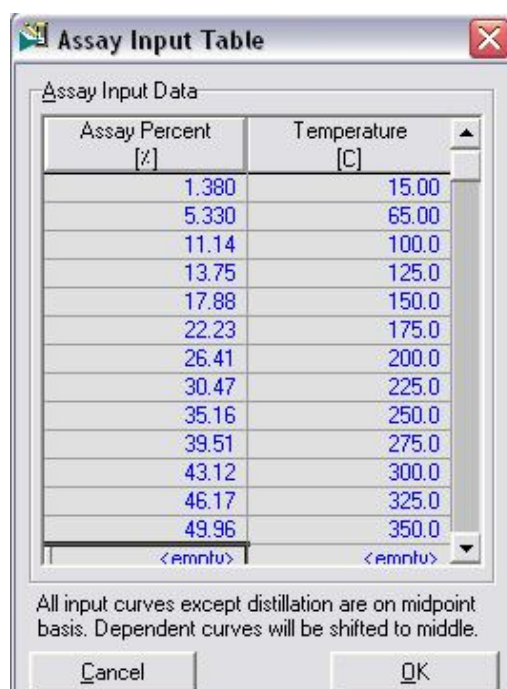 Assay Input Table
Assay Input Data
Assay Percent Temperature
[%] [C]
1.380 15.00
5.330 65.00
11.14 100.0
13.75 125.0
17.88 150.0
22.23 175.0
26.41 200.0
30.47 225.0
35.16 250.0
39.51 275.0
43.12 300.0
46.17 325.0
49.96 350.0
<empty> <empty>
All input curves except distillation are on midpoint
basis. Dependent curves will be shifted to middle.
Cancel OK